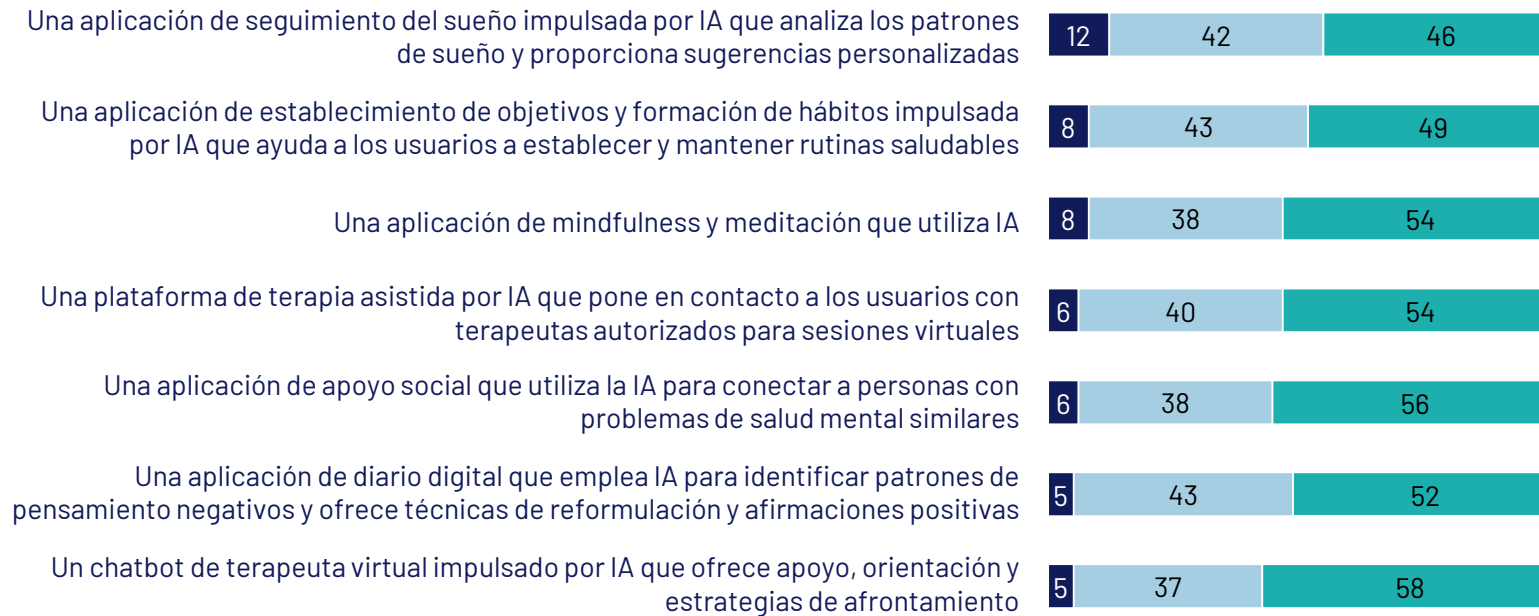 Una aplicación de seguimiento del sueño impulsada por IA que analiza los patrones
de sueño y proporciona sugerencias personalizadas
12 42 46
Una aplicación de establecimiento de objetivos y formación de hábitos impulsada
por IA que ayuda a los usuarios a establecer y mantener rutinas saludables
8 43 49
Una aplicación de mindfulness y meditación que utiliza IA
8 38 54
Una plataforma de terapia asistida por IA que pone en contacto a los usuarios con
terapeutas autorizados para sesiones virtuales
6 40 54
Una aplicación de apoyo social que utiliza la IA para conectar a personas con
problemas de salud mental similares
6 38 56
Una aplicación de diario digital que emplea IA para identificar patrones de
pensamiento negativos y ofrece técnicas de reformulación y afirmaciones positivas
5 43 52
Un chatbot de terapeuta virtual impulsado por IA que ofrece apoyo, orientación y
estrategias de afrontamiento
5 37 58